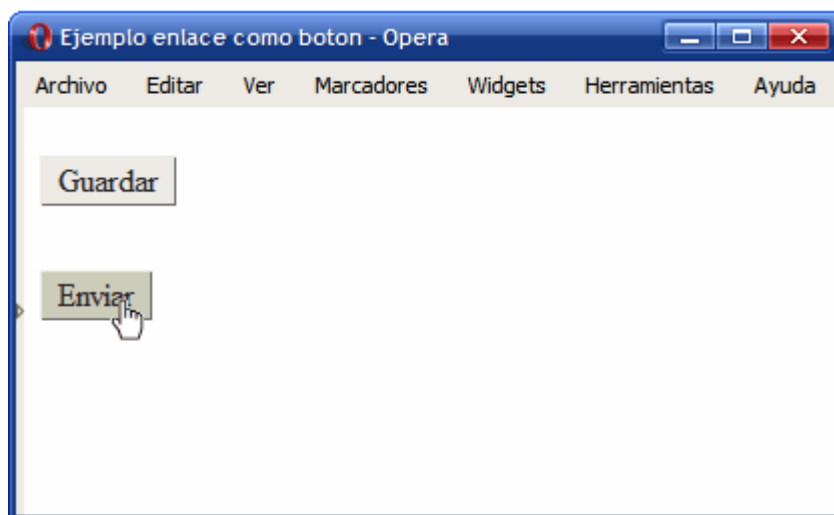 Ejemplo enlace como boton - Opera
Archivo Editar Ver Marcadores Widgets Herramientas Ayuda
Guardar
Enviar